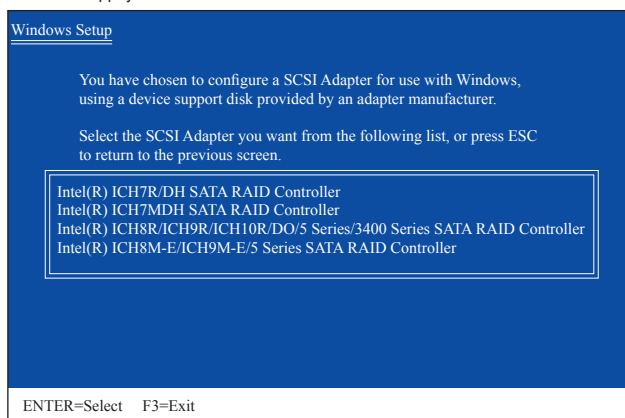 Windows Setup
You have chosen to configure a SCSI Adapter for use with Windows,
using a device support disk provided by an adapter manufacturer.
Select the SCSI Adapter you want from the following list, or press ESC
to return to the previous screen.
Intel(R) ICH7R/DH SATA RAID Controller
Intel(R) ICH7MDH SATA RAID Controller
Intel(R) ICH8R/ICH9R/ICH10R/DO/5 Series/3400 Series SATA RAID Controller
Intel(R) ICH8M-E/ICH9M-E/5 Series SATA RAID Controller
ENTER=Select F3=Exit